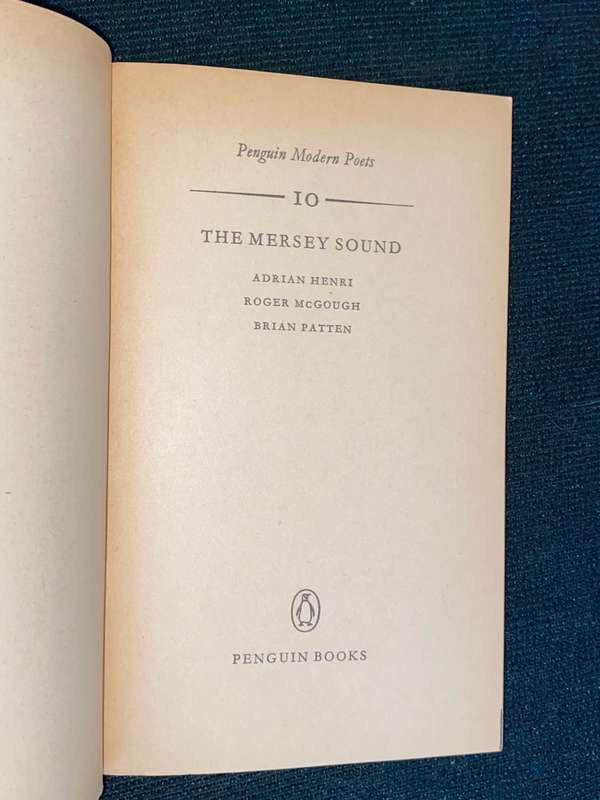 Penguin Modern Poets
10
THE MERSEY SOUND
ADRIAN HENRI
ROGER McGOUGH
BRIAN PATTEN
PENGUIN BOOKS